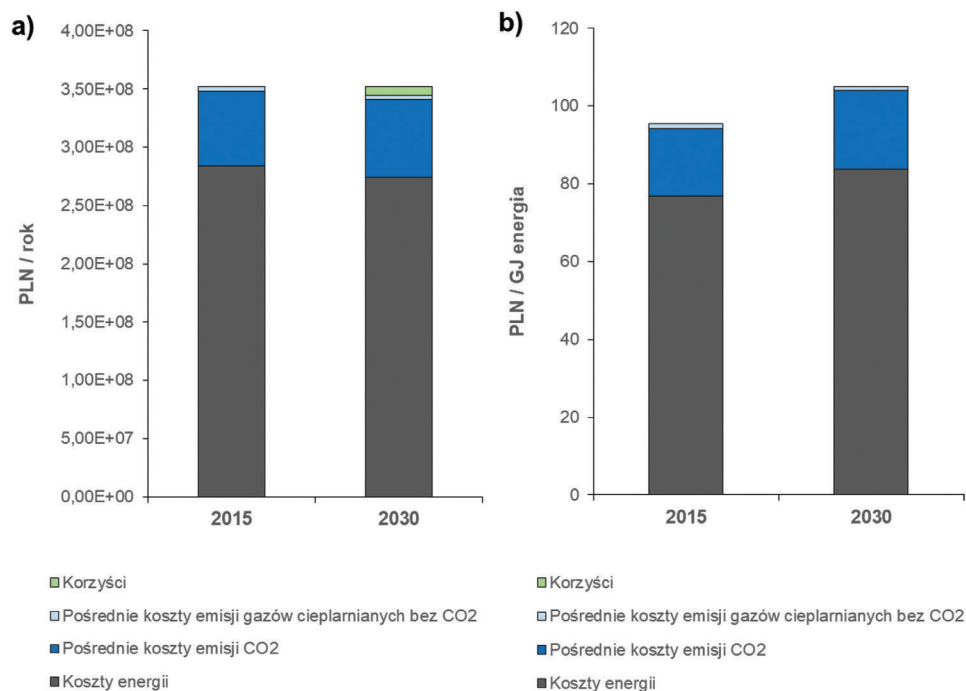 a)
4,00E+08
3,50E+08
3,00E+08
2,50E+08
2,00E+08
1,50E+08
1,00E+08
5,00E+07
0,00E+00
PLN / rok
2015
2030
Korzyści
Pośrednie koszty emisji gazów cieplarnianych bez CO2
Pośrednie koszty emisji CO2
Koszty energii
b)
120
100
80
60
40
20
0
PLN / GJ energia
2015
2030
Korzyści
Pośrednie koszty emisji gazów cieplarnianych bez CO2
Pośrednie koszty emisji CO2
Koszty energii